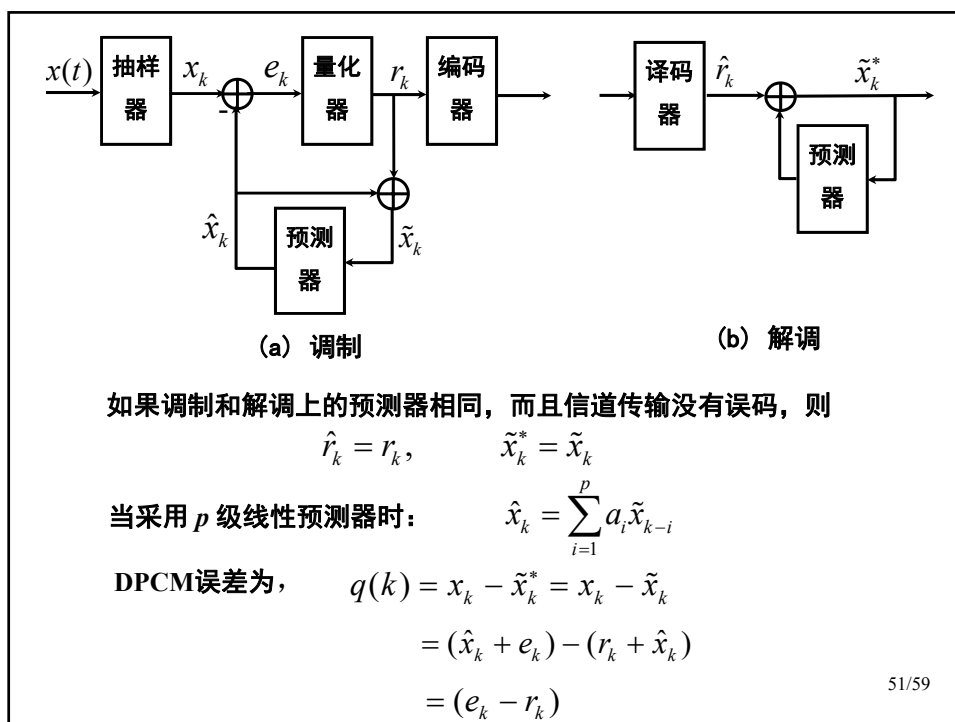 x(t)
抽样器
x_k
-
e_k
量化器
r_k
编码器
x̂_k
预测器
x̃_k
(a) 调制
译码器
r̂_k
x̃_k^*
预测器
(b) 解调
如果调制和解调上的预测器相同，而且信道传输没有误码，则
r̂_k = r_k,  x̃_k^* = x̃_k
当采用 p 级线性预测器时：  x̂_k = ∑_{i=1}^{p} a_i x̃_{k-i}
DPCM误差为，  q(k) = x_k - x̃_k^* = x_k - x̃_k
= (x̂_k + e_k) - (r_k + x̂_k)
= (e_k - r_k)
51/59